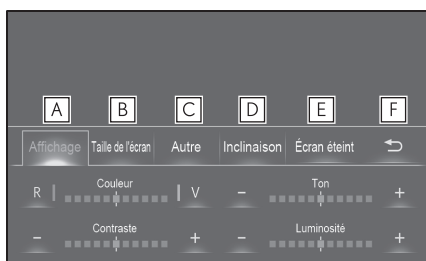 A B C D E F
Affichage Taille de l'écran Autre Inclinaison Écran éteint
R Couleur V - Ton +
- Contraste + - Luminosité +